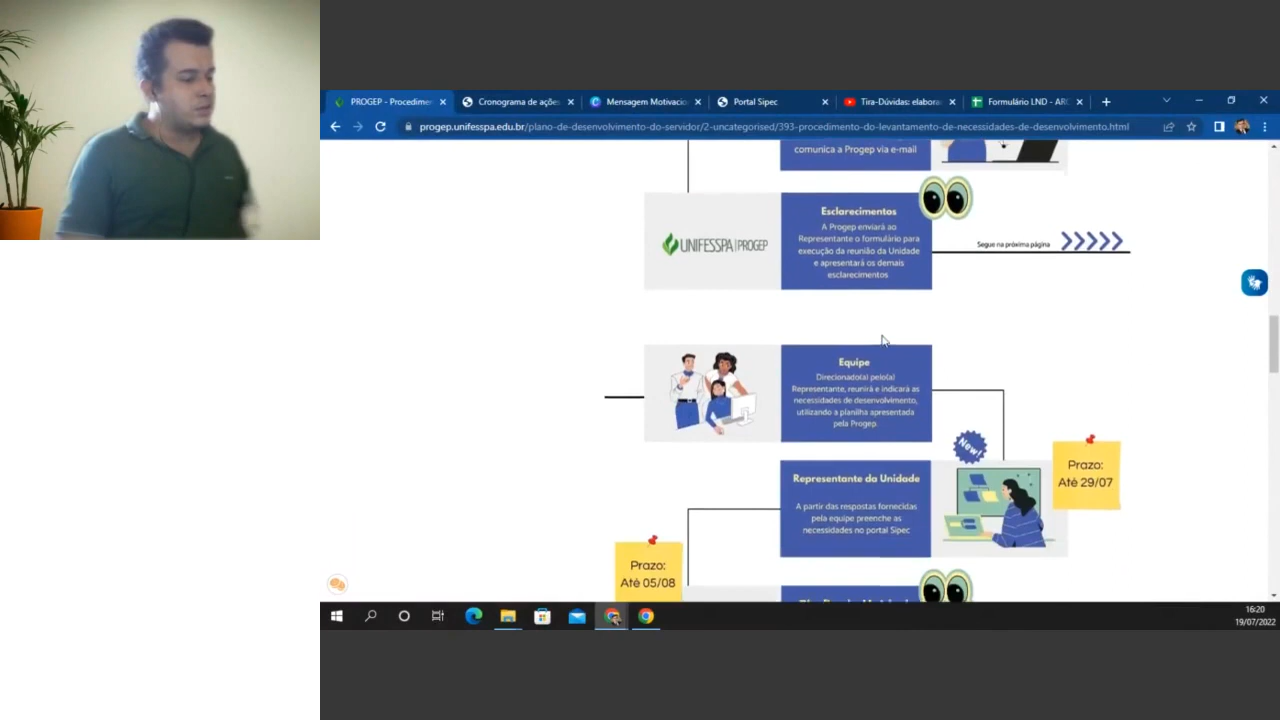 PROGEP - Procedimen
Cronograma de ações
Mensagem Motivacio
Portal Sipec
Tira-Dúvidas: elabora
Formulário LND - AR
progep.unifesspa.edu.br/plano-de-desenvolvimento-do-servidor/2-uncategorised/393-procedimento-do-levantamento-de-necessidades-de-desenvolvimento.html
comunica a Progep via e-mail
Esclarecimentos
A Progep enviará ao
Representante o formulário para
execução da reunião da Unidade
e apresentará os demais
esclarecimentos
UNIFESSPA | PROGEP
Segue na próxima página
Equipe
Direcionado(a) pelo(a)
Representante, reunirá e indicará as
necessidades de desenvolvimento,
utilizando a planilha apresentada
pela Progep.
New!
Prazo:
Até 29/07
Representante da Unidade
A partir das respostas fornecidas
pela equipe preenche as
necessidades no portal Sipec
Prazo:
Até 05/08
16:20
19/07/2022